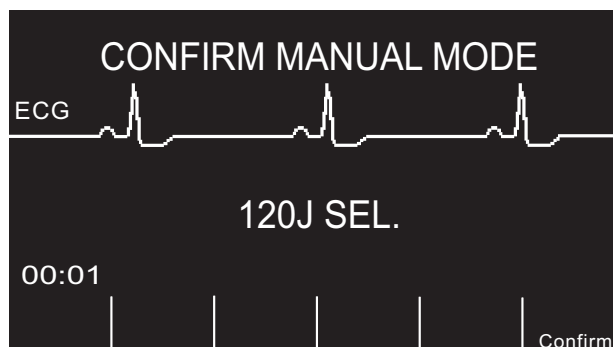 CONFIRM MANUAL MODE
ECG
120J SEL.
00:01
Confirm